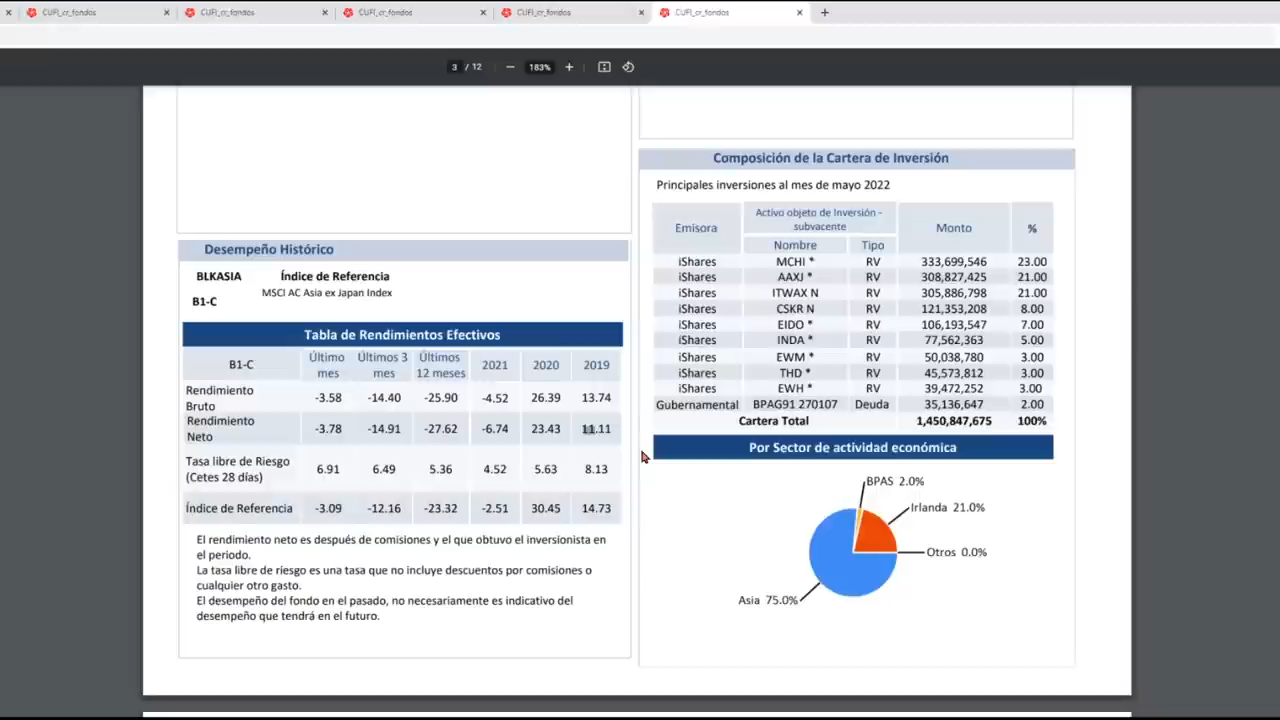 CUFI_cr_fondos
CUFI_cr_fondos
CUFI_cr_fondos
CUFI_cr_fondos
CUFI_cr_fondos
3 / 12
183%
Desempeño Histórico
BLKASIA Índice de Referencia
MSCI AC Asia ex Japan Index
B1-C
Tabla de Rendimientos Efectivos
B1-C Último mes Últimos 3 mes Últimos 12 meses 2021 2020 2019
Rendimiento Bruto -3.58 -14.40 -25.90 -4.52 26.39 13.74
Rendimiento Neto -3.78 -14.91 -27.62 -6.74 23.43 11.11
Tasa libre de Riesgo (Cetes 28 días) 6.91 6.49 5.36 4.52 5.63 8.13
Índice de Referencia -3.09 -12.16 -23.32 -2.51 30.45 14.73
El rendimiento neto es después de comisiones y el que obtuvo el inversionista en
el periodo.
La tasa libre de riesgo es una tasa que no incluye descuentos por comisiones o
cualquier otro gasto.
El desempeño del fondo en el pasado, no necesariamente es indicativo del
desempeño que tendrá en el futuro.
Composición de la Cartera de Inversión
Principales inversiones al mes de mayo 2022
Emisora Activo objeto de Inversión - subvacente Monto %
Nombre Tipo
iShares MCHI * RV 333,699,546 23.00
iShares AAXJ * RV 308,827,425 21.00
iShares ITWAX N RV 305,886,798 21.00
iShares CSKR N RV 121,353,208 8.00
iShares EIDO * RV 106,193,547 7.00
iShares INDA * RV 77,562,363 5.00
iShares EWM * RV 50,038,780 3.00
iShares THD * RV 45,573,812 3.00
iShares EWH * RV 39,472,252 3.00
Gubernamental BPAG91 270107 Deuda 35,136,647 2.00
Cartera Total 1,450,847,675 100%
Por Sector de actividad económica
BPAS 2.0%
Irlanda 21.0%
Otros 0.0%
Asia 75.0%